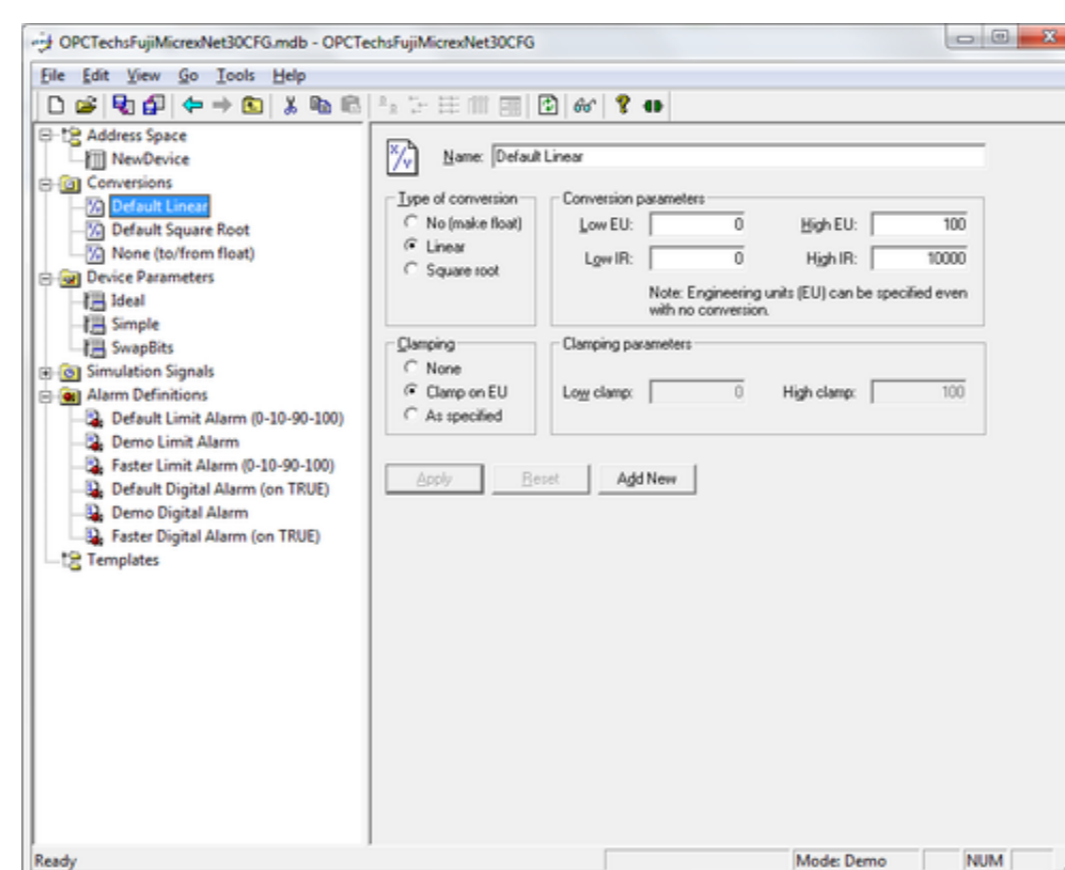 OPCTechsFujiMicrexNet30CFG.mdb - OPCTechsFujiMicrexNet30CFG
File Edit View Go Tools Help
Address Space
NewDevice
Conversions
Default Linear
Default Square Root
None (to/from float)
Device Parameters
Ideal
Simple
SwapBits
Simulation Signals
Alarm Definitions
Default Limit Alarm (0-10-90-100)
Demo Limit Alarm
Faster Limit Alarm (0-10-90-100)
Default Digital Alarm (on TRUE)
Demo Digital Alarm
Faster Digital Alarm (on TRUE)
Templates
Name: Default Linear
Type of conversion
No (make float)
Linear
Square root
Conversion parameters
Low EU: 0 High EU: 100
Low IR: 0 High IR: 10000
Note: Engineering units (EU) can be specified even
with no conversion.
Clamping
None
Clamp on EU
As specified
Clamping parameters
Low clamp: 0 High clamp: 100
Apply Reset Add New
Ready Mode: Demo NUM